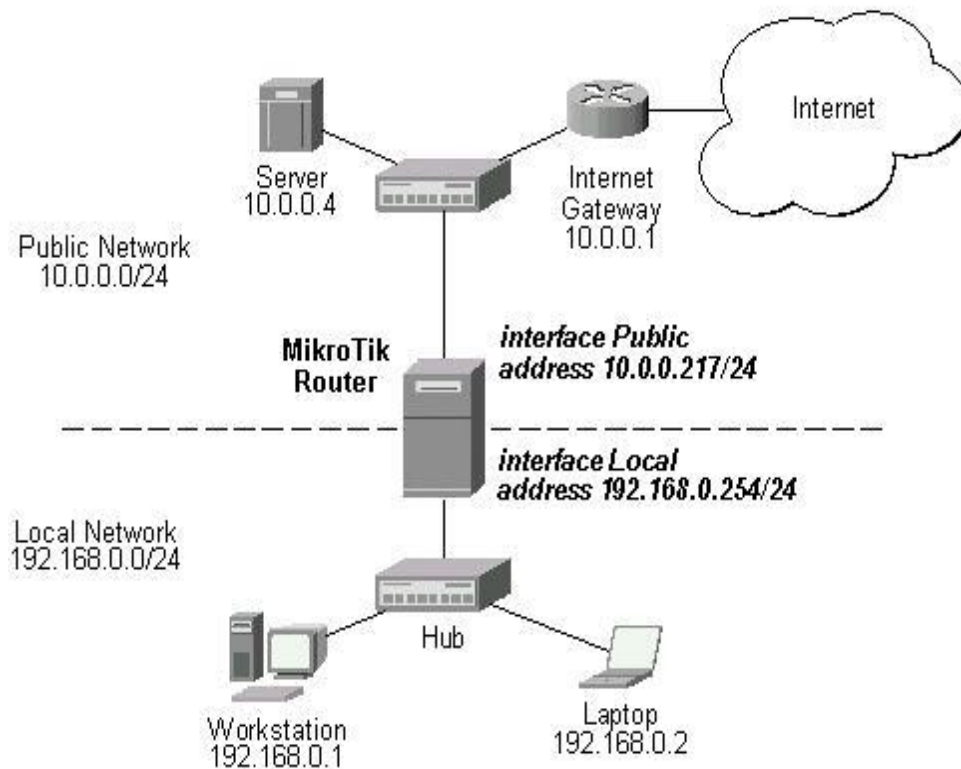 Internet
Server
10.0.0.4
Internet
Gateway
10.0.0.1
Public Network
10.0.0.0/24
MikroTik
Router
interface Public
address 10.0.0.217/24
interface Local
address 192.168.0.254/24
Local Network
192.168.0.0/24
Hub
Workstation
192.168.0.1
Laptop
192.168.0.2